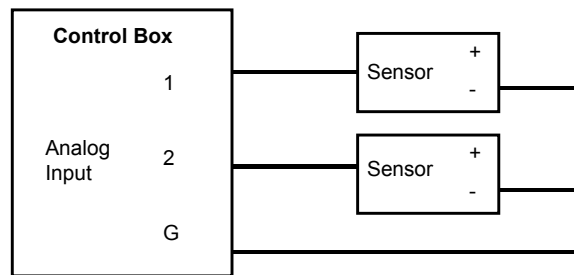 Control Box
1
Sensor + -
Analog Input
2
Sensor + -
G